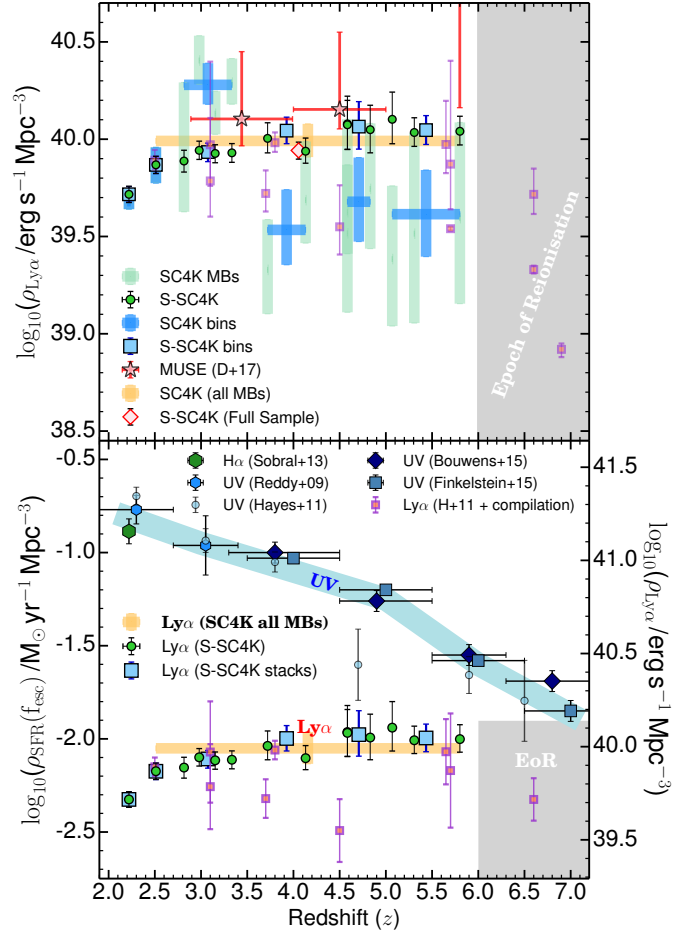 40.5
40.0
39.5
39.0
38.5
log10(ρLyα/erg s−1 Mpc−3)
SC4K MBs
S-SC4K
SC4K bins
S-SC4K bins
MUSE (D+17)
SC4K (all MBs)
S-SC4K (Full Sample)
Epoch of Reionisation
-0.5
-1.0
-1.5
-2.0
-2.5
log10(ρSFR(fesc) /M⊙ yr−1 Mpc−3)
Hα (Sobral+13)
UV (Reddy+09)
UV (Hayes+11)
UV (Bouwens+15)
UV (Finkelstein+15)
Lyα (H+11 + compilation)
UV
Lyα (SC4K all MBs)
Lyα (S-SC4K)
Lyα (S-SC4K stacks)
Lyα
EoR
41.5
41.0
40.5
40.0
39.5
log10(ρLyα/erg s−1 Mpc−3)
2.0 2.5 3.0 3.5 4.0 4.5 5.0 5.5 6.0 6.5 7.0
Redshift (z)